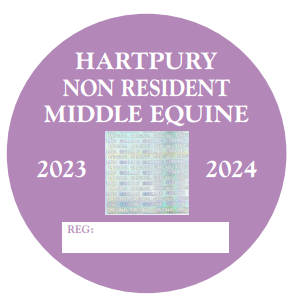 HARTPURY
NON RESIDENT
MIDDLE EQUINE
2023 2024
REG: